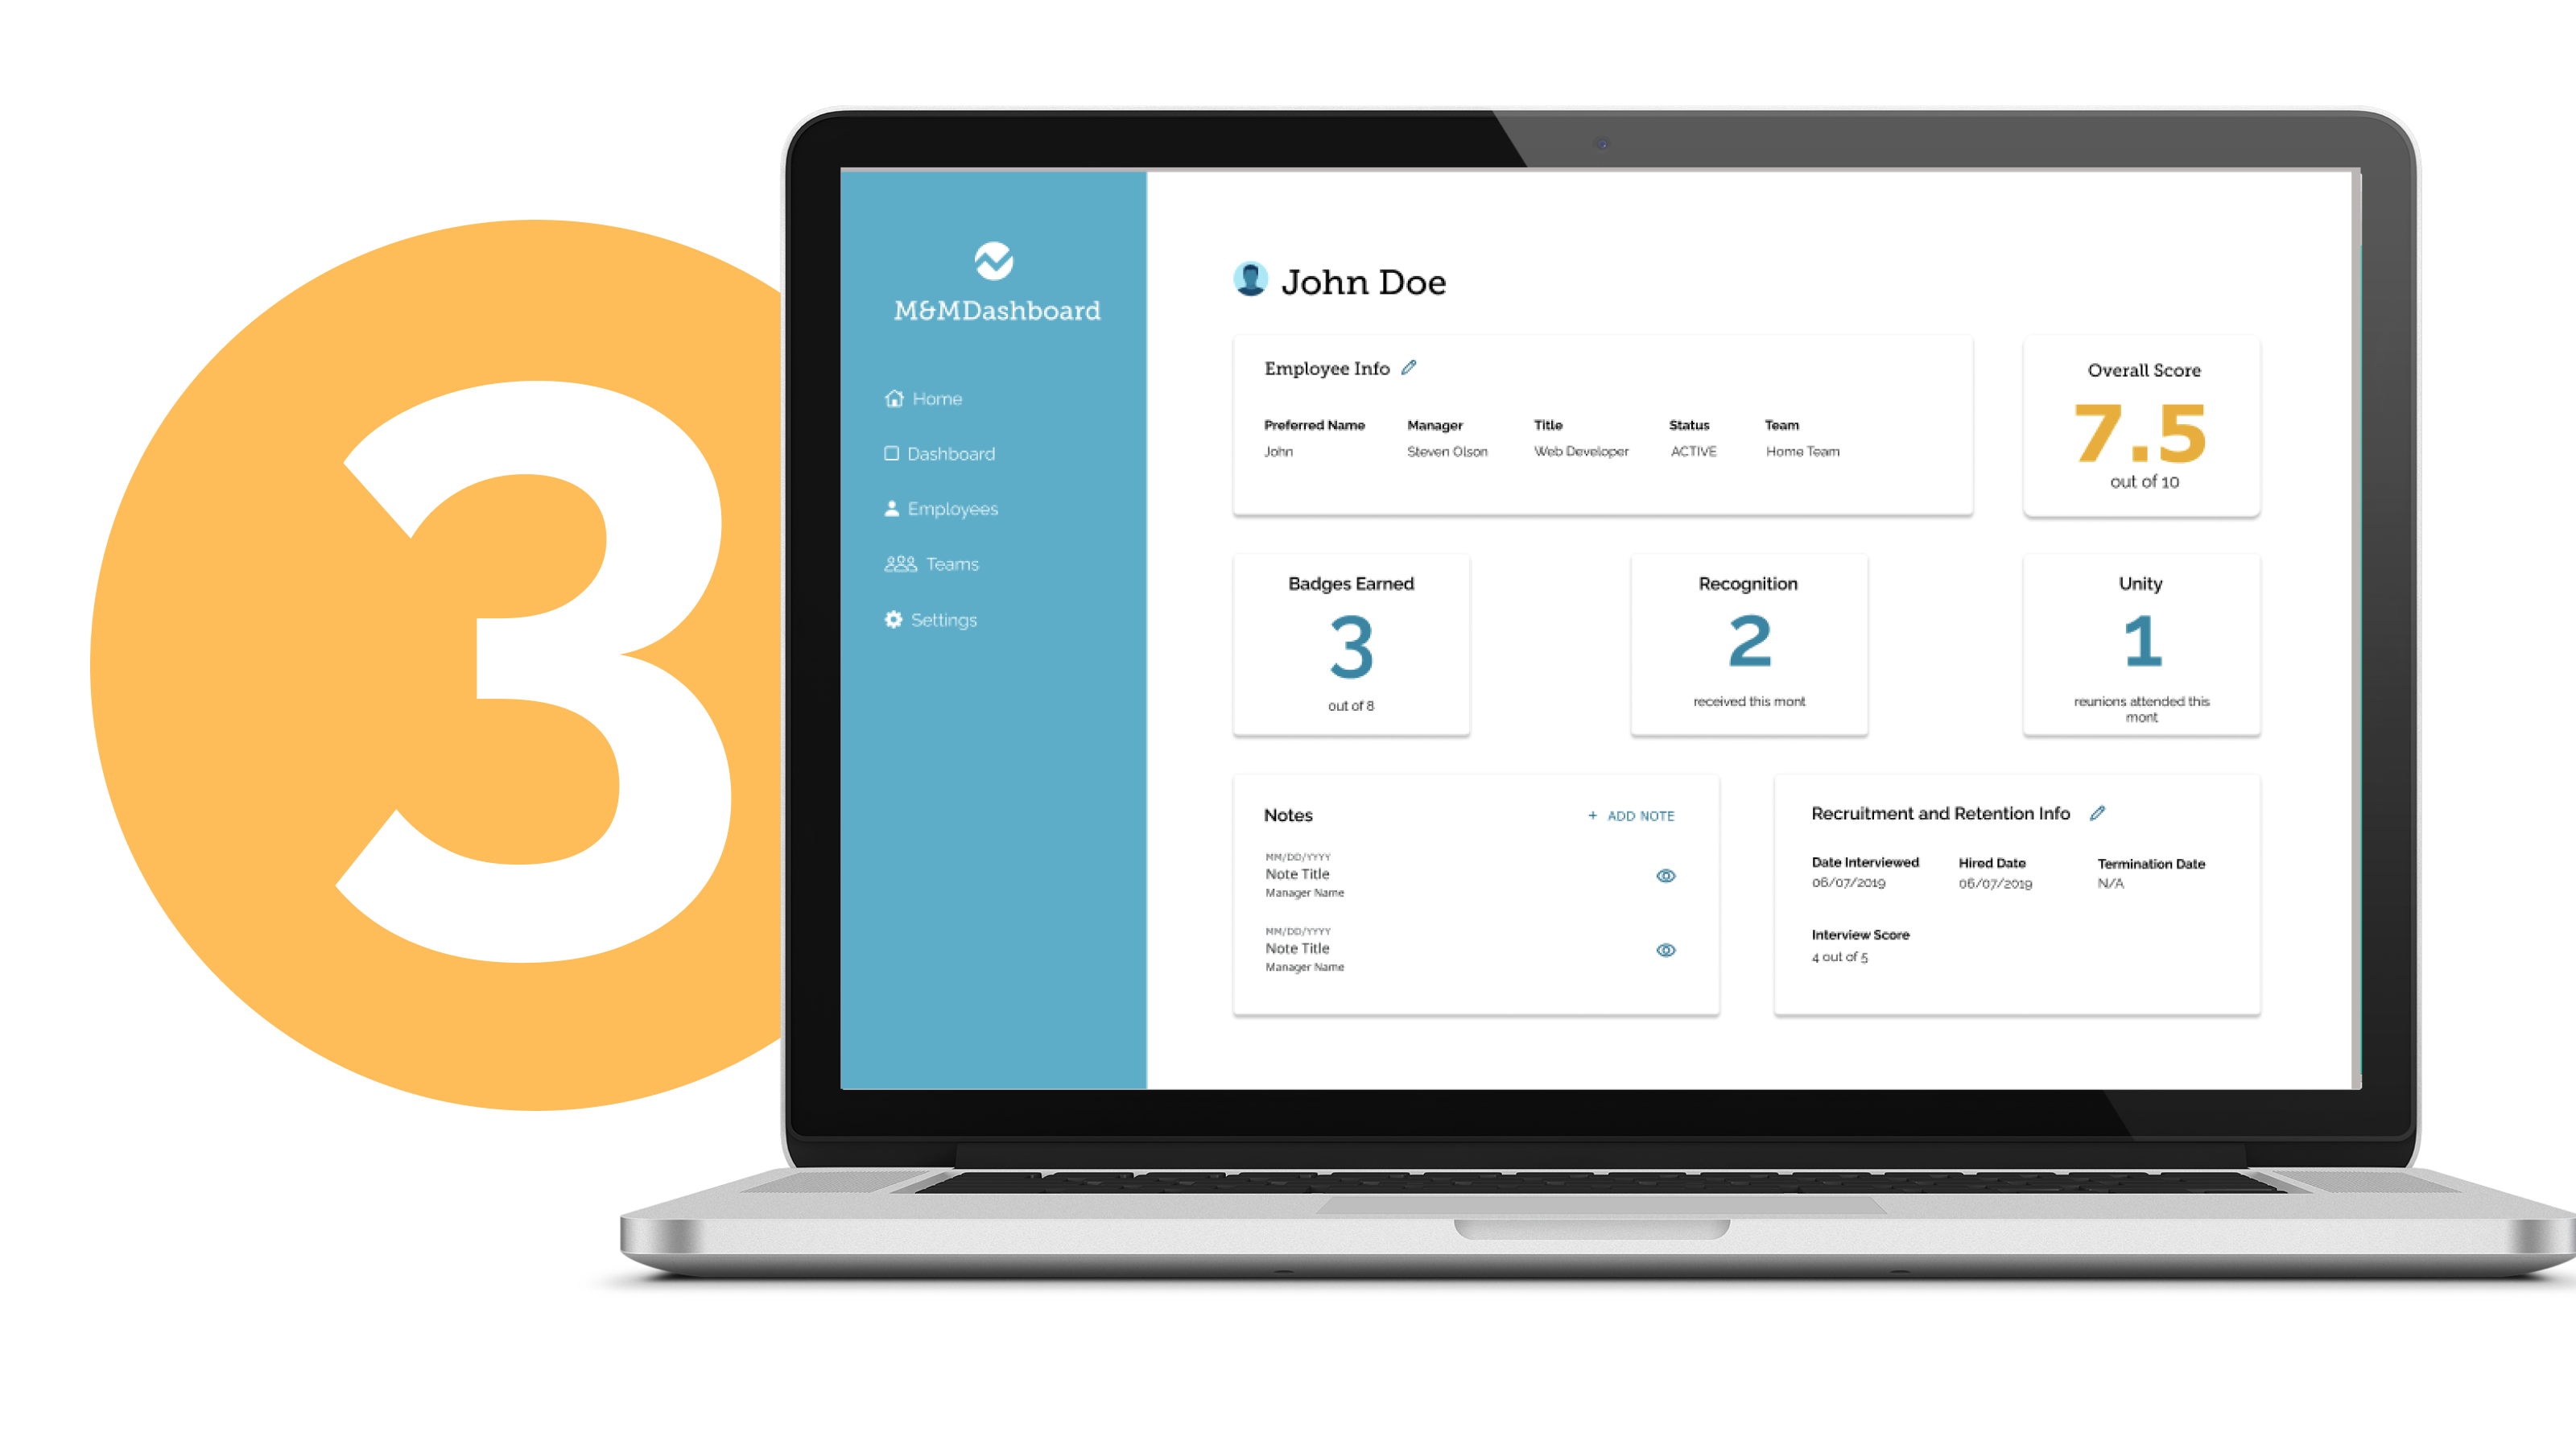 3
M&MDashboard
Home
Dashboard
Employees
Teams
Settings
John Doe
Employee Info
Preferred Name Manager Title Status Team
John Steven Olson Web Developer ACTIVE Home Team
Overall Score
7.5
out of 10
Badges Earned
3
out of 8
Recognition
2
received this mont
Unity
1
reunions attended this
mont
Notes + ADD NOTE
MM/DD/YYYY
Note Title
Manager Name
MM/DD/YYYY
Note Title
Manager Name
Recruitment and Retention Info
Date Interviewed Hired Date Termination Date
06/07/2019 06/07/2019 N/A
Interview Score
4 out of 5